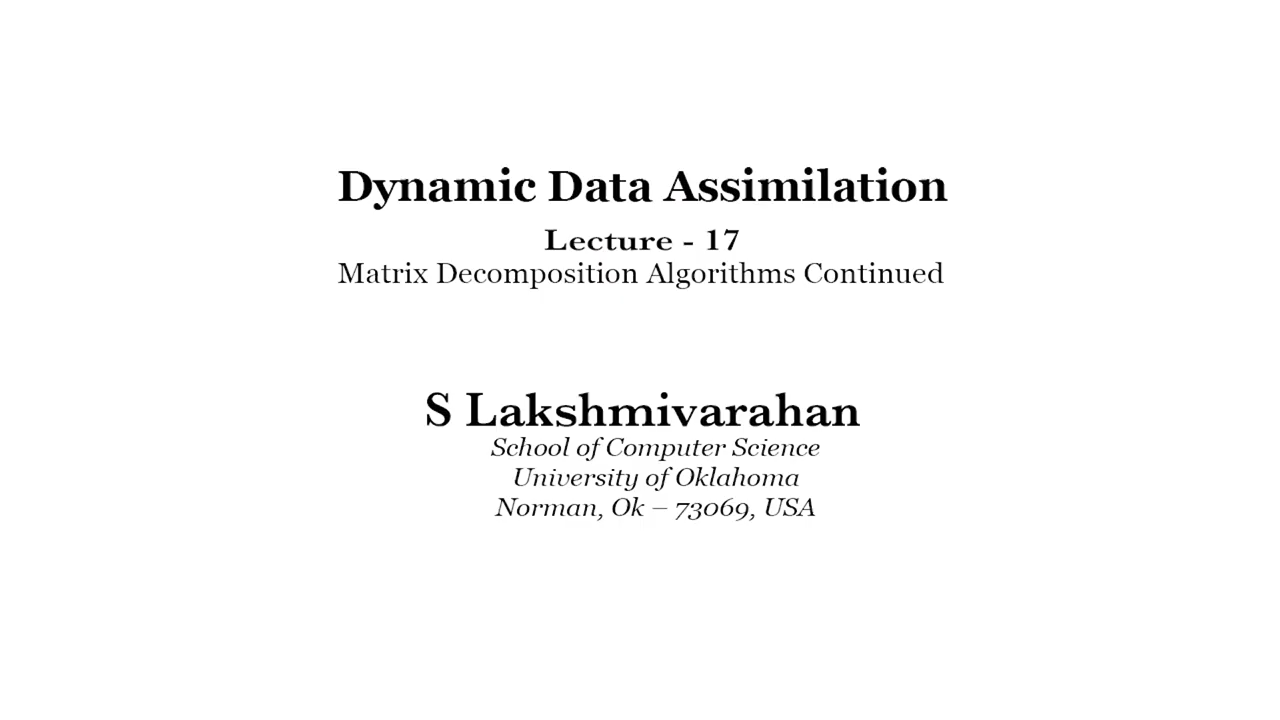 Dynamic Data Assimilation
Lecture - 17
Matrix Decomposition Algorithms Continued
S Lakshmivarahan
School of Computer Science
University of Oklahoma
Norman, Ok – 73069, USA